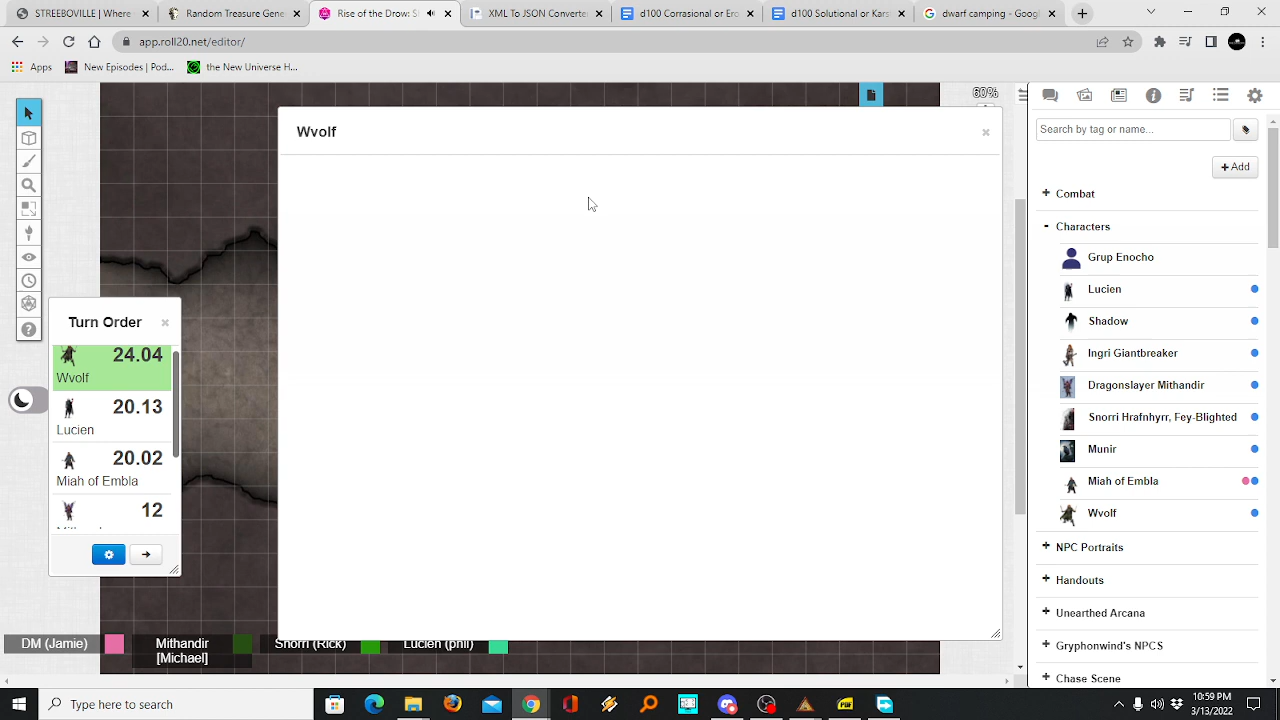 STREEBOVILLE | Where
Random Treasure Gene
Rise of the Drow: S
XML To JSON Converte
d100 Corrasional or Ero
d100 Solutional or Kars
dwarf camping - Goog
app.roll20.net/editor/
Apps
New Episodes | Pod...
the New Universe H...
60%
Wvolf
Search by tag or name...
+ Add
Combat
Characters
Grup Enocho
Lucien
Shadow
Ingri Giantbreaker
Dragonslayer Mithandir
Snorri Hrafnhyrr, Fey-Blighted
Munir
Miah of Embla
Wvolf
NPC Portraits
Handouts
Unearthed Arcana
Gryphonwind's NPCS
Chase Scene
Turn Order
24.04
Wvolf
20.13
Lucien
20.02
Miah of Embla
12
DM (Jamie)
Mithandir
[Michael]
Snorri (Rick)
Lucien (phil)
Type here to search
PDF
10:59 PM
3/13/2022